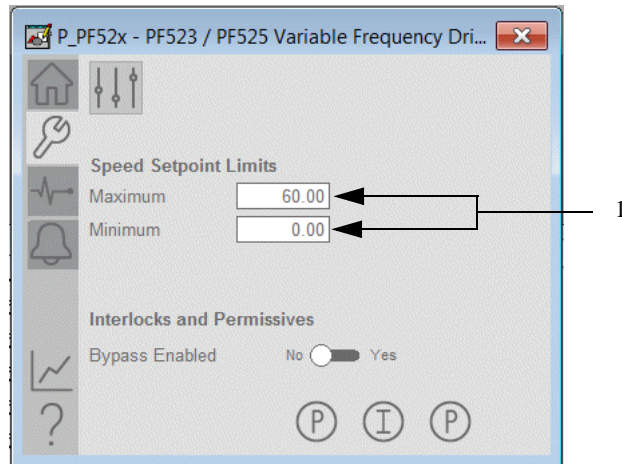 P_PF52x - PF523 / PF525 Variable Frequency Dri...
Speed Setpoint Limits
Maximum 60.00
Minimum 0.00
1
Interlocks and Permissives
Bypass Enabled No Yes
P I P
?